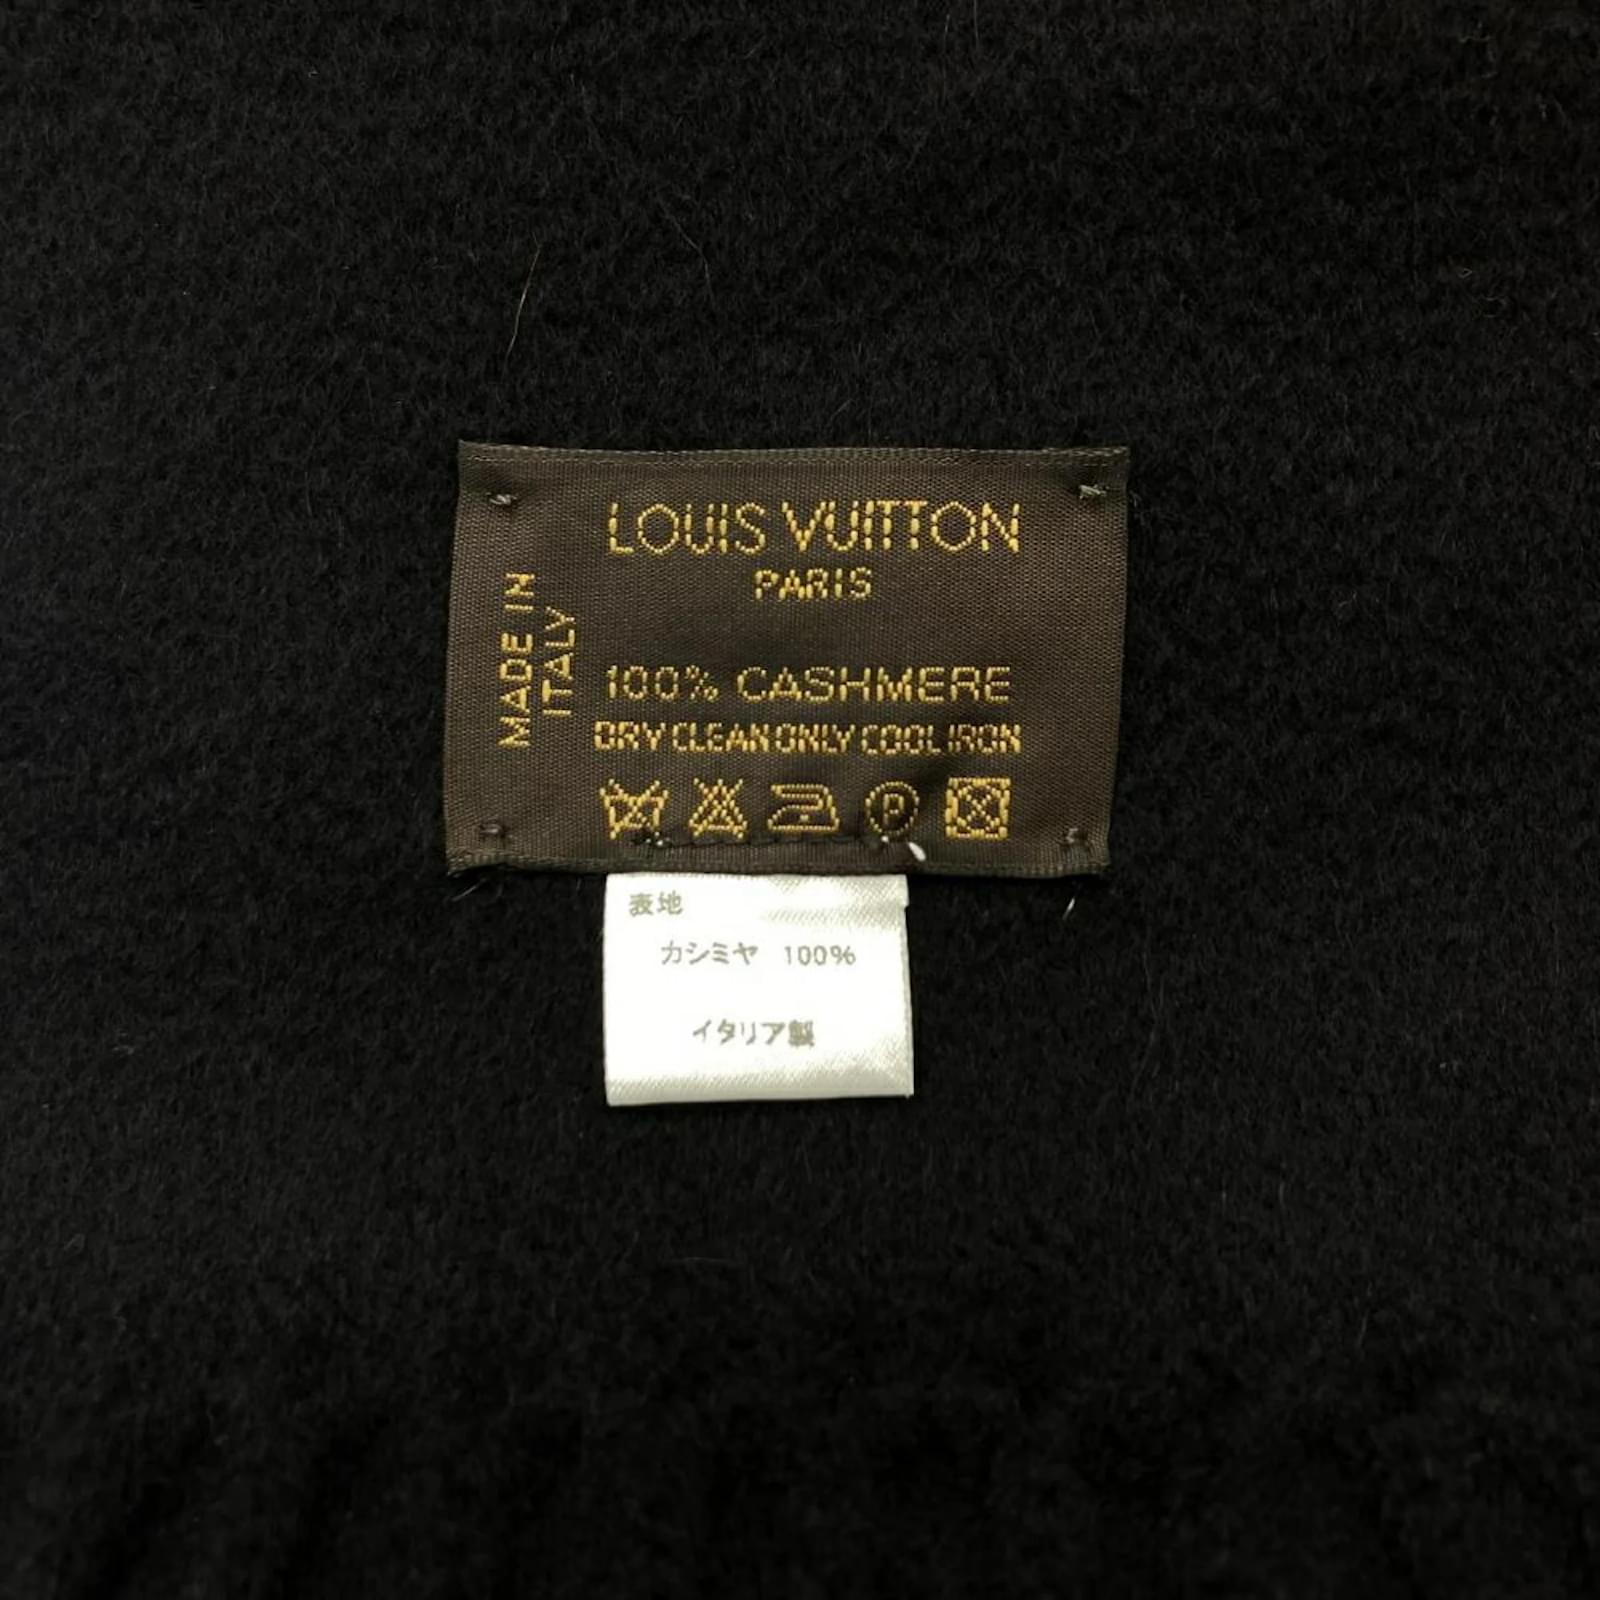 LOUIS VUITTON
PARIS
MADE IN
ITALY
100% CASHMERE
DRY CLEAN ONLY COOL IRON
P
表地
カシミヤ 100%
イタリア製